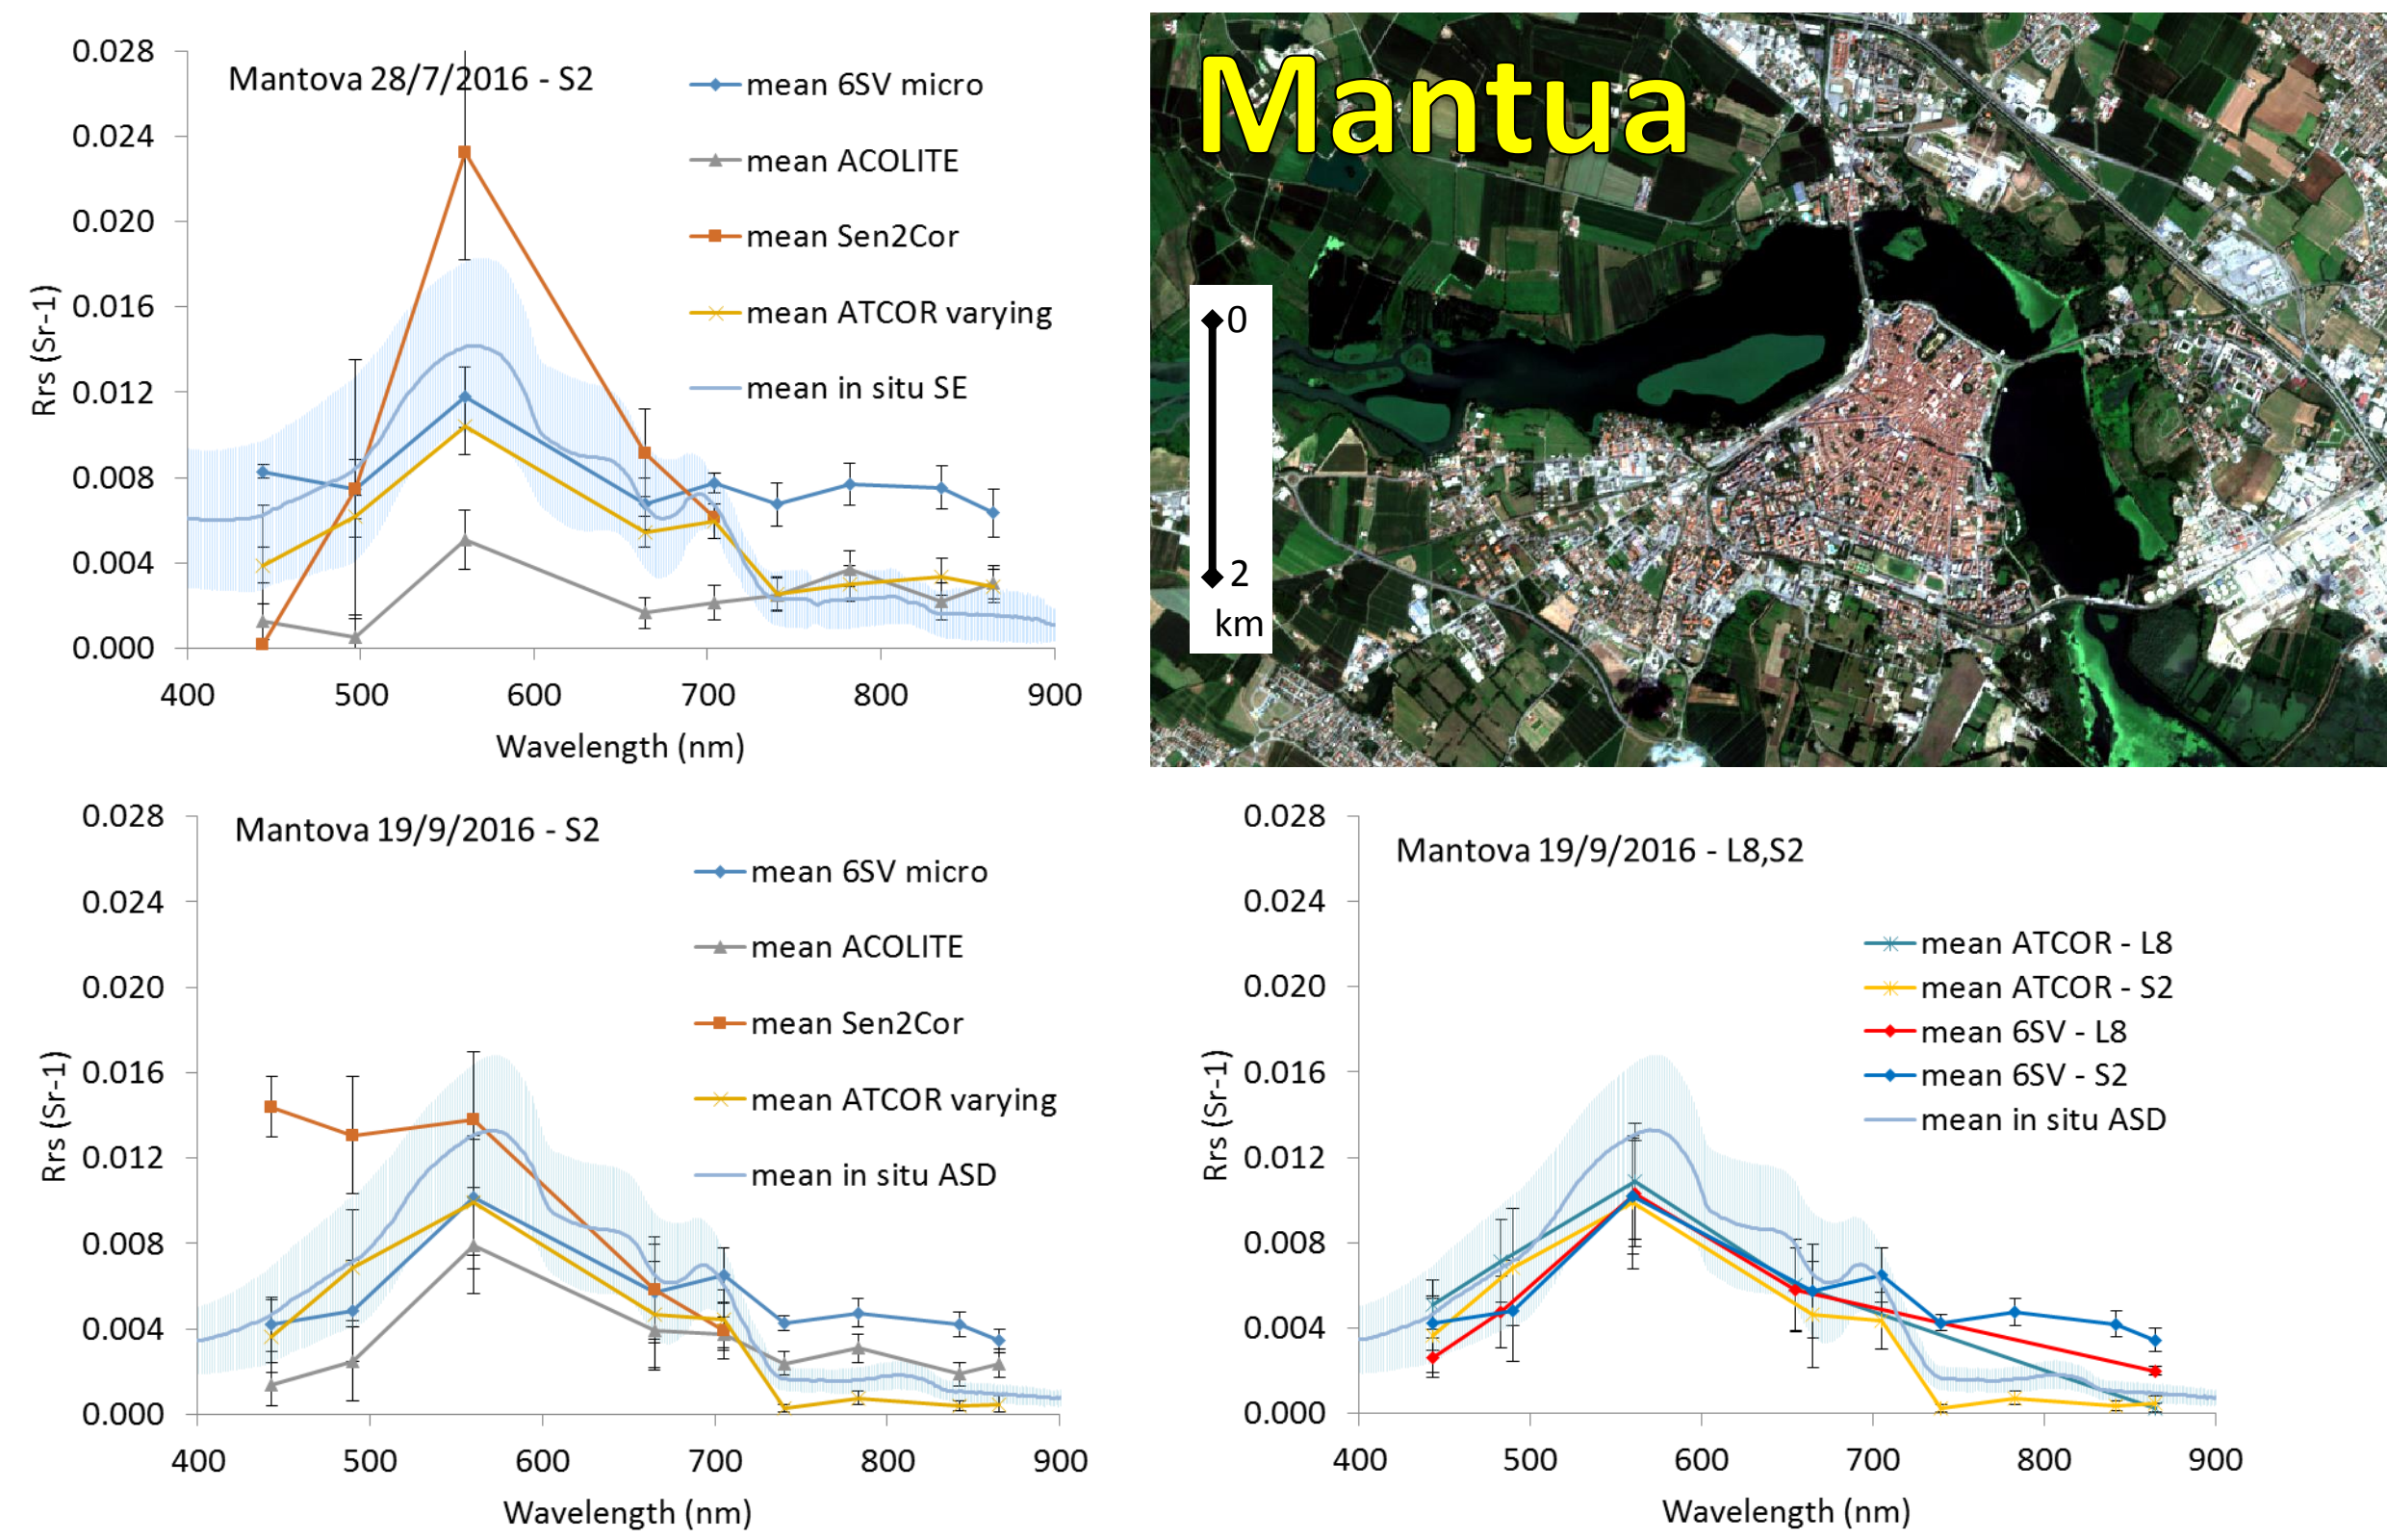 Mantova 28/7/2016 - S2
mean 6SV micro
mean ACOLITE
mean Sen2Cor
mean ATCOR varying
mean in situ SE
Rrs (Sr-1)
0.028
0.024
0.020
0.016
0.012
0.008
0.004
0.000
400 500 600 700 800 900
Wavelength (nm)
Mantua
0
2
km
Mantova 19/9/2016 - S2
mean 6SV micro
mean ACOLITE
mean Sen2Cor
mean ATCOR varying
mean in situ ASD
Rrs (Sr-1)
0.028
0.024
0.020
0.016
0.012
0.008
0.004
0.000
400 500 600 700 800 900
Wavelength (nm)
Mantova 19/9/2016 - L8,S2
mean ATCOR - L8
mean ATCOR - S2
mean 6SV - L8
mean 6SV - S2
mean in situ ASD
Rrs (Sr-1)
0.028
0.024
0.020
0.016
0.012
0.008
0.004
0.000
400 500 600 700 800 900
Wavelength (nm)